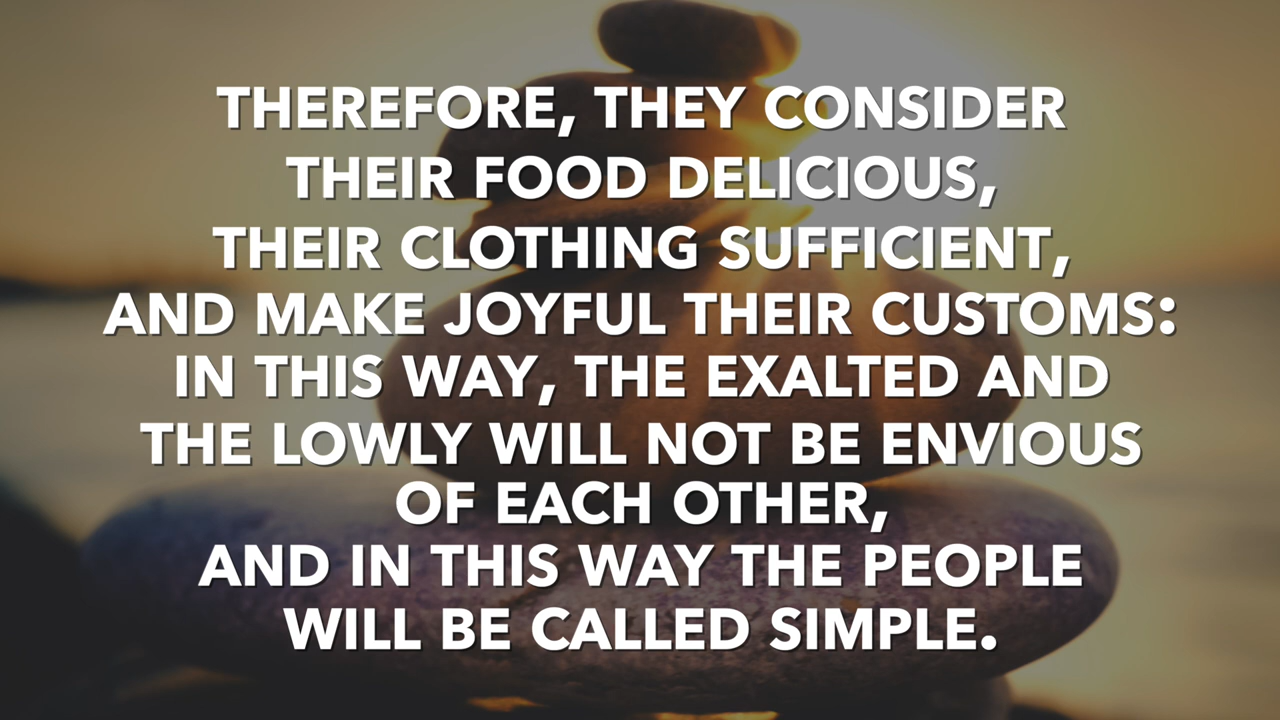 THEREFORE, THEY CONSIDER
THEIR FOOD DELICIOUS,
THEIR CLOTHING SUFFICIENT,
AND MAKE JOYFUL THEIR CUSTOMS:
IN THIS WAY, THE EXALTED AND
THE LOWLY WILL NOT BE ENVIOUS
OF EACH OTHER,
AND IN THIS WAY THE PEOPLE
WILL BE CALLED SIMPLE.